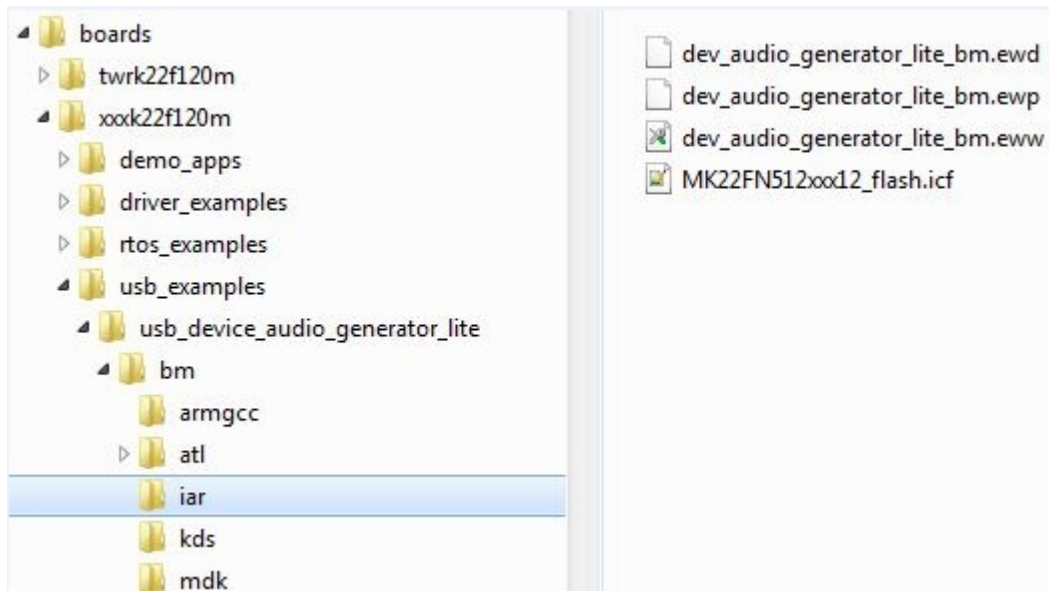 boards
twrk22f120m
xxxk22f120m
demo_apps
driver_examples
rtos_examples
usb_examples
usb_device_audio_generator_lite
bm
armgcc
atl
iar
kds
mdk
dev_audio_generator_lite_bm.ewd
dev_audio_generator_lite_bm.ewp
dev_audio_generator_lite_bm.eww
MK22FN512xxx12_flash.icf